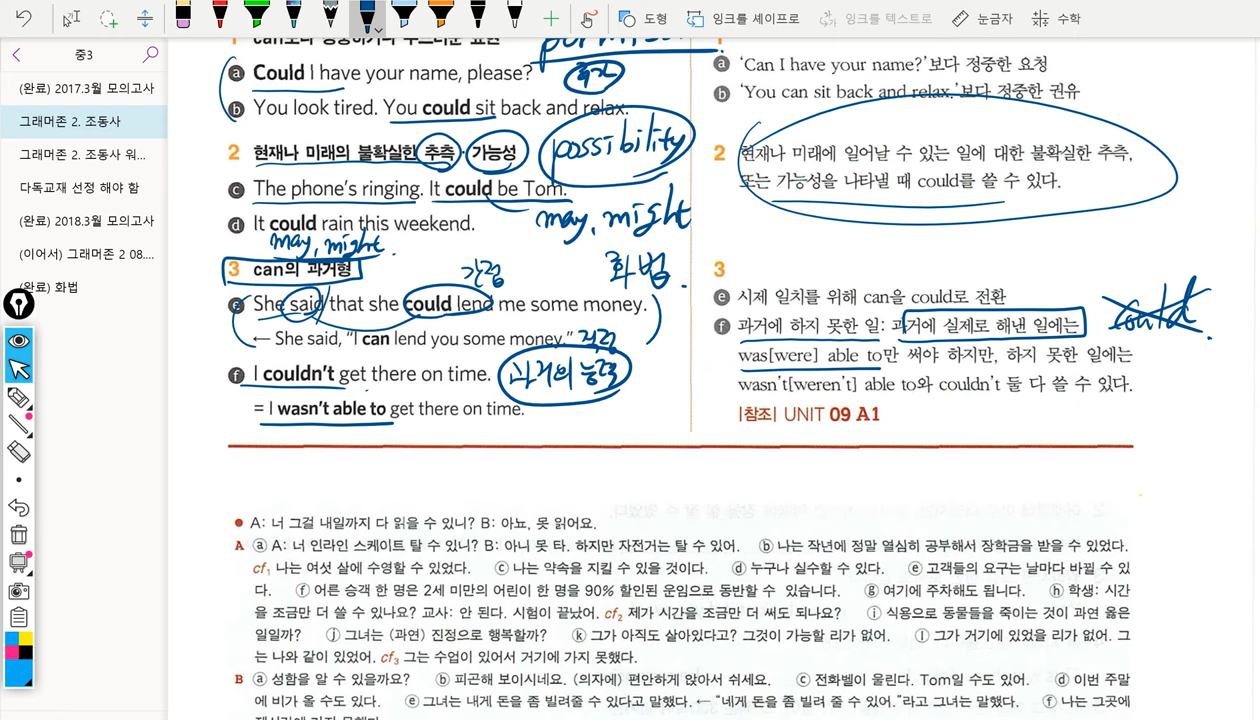 도형
잉크를 셰이프로
잉크를 텍스트로
눈금자
수학
중3
(완료) 2017.3월 모의고사
그래머존 2. 조동사
그래머존 2. 조동사 워...
다독교재 선정 해야 함
(완료) 2018.3월 모의고사
(이어서) 그래머존 2 08....
(완료) 화법
ⓐ Could I have your name, please?
허가
ⓑ You look tired. You could sit back and relax.
2 현재나 미래의 불확실한 추측·가능성
possibility
ⓒ The phone's ringing. It could be Tom.
may, might
ⓓ It could rain this weekend.
may, might
3 can의 과거형
간접
화법.
ⓔ She said that she could lend me some money.
← She said, "I can lend you some money." 직접
ⓕ I couldn't get there on time.
과거의 능력
= I wasn't able to get there on time.
ⓐ 'Can I have your name?'보다 정중한 요청
ⓑ 'You can sit back and relax.'보다 정중한 권유
2 현재나 미래에 일어날 수 있는 일에 대한 불확실한 추측,
또는 가능성을 나타낼 때 could를 쓸 수 있다.
3
ⓔ 시제 일치를 위해 can을 could로 전환
ⓕ 과거에 하지 못한 일: 과거에 실제로 해낸 일에는
could
was[were] able to만 써야 하지만, 하지 못한 일에는
wasn't[weren't] able to와 couldn't 둘 다 쓸 수 있다.
|참조| UNIT 09 A1
● A: 너 그걸 내일까지 다 읽을 수 있니? B: 아뇨, 못 읽어요.
A ⓐ A: 너 인라인 스케이트 탈 수 있니? B: 아니 못 타. 하지만 자전거는 탈 수 있어. ⓑ 나는 작년에 정말 열심히 공부해서 장학금을 받을 수 있었다.
cf₁ 나는 여섯 살에 수영할 수 있었다. ⓒ 나는 약속을 지킬 수 있을 것이다. ⓓ 누구나 실수할 수 있다. ⓔ 고객들의 요구는 날마다 바뀔 수 있
다. ⓕ 어른 승객 한 명은 2세 미만의 어린이 한 명을 90% 할인된 운임으로 동반할 수 있습니다. ⓖ 여기에 주차해도 됩니다. ⓗ 학생: 시간
을 조금만 더 쓸 수 있나요? 교사: 안 된다. 시험이 끝났어. cf₂ 제가 시간을 조금만 더 써도 되나요? ⓘ 식용으로 동물들을 죽이는 것이 과연 옳은
일일까? ⓙ 그녀는 (과연) 진정으로 행복할까? ⓚ 그가 아직도 살아있다고? 그것이 가능할 리가 없어. ⓛ 그가 거기에 있었을 리가 없어. 그
는 나와 같이 있었어. cf₃ 그는 수업이 있어서 거기에 가지 못했다.
B ⓐ 성함을 알 수 있을까요? ⓑ 피곤해 보이시네요. (의자에) 편안하게 앉아서 쉬세요. ⓒ 전화벨이 울린다. Tom일 수도 있어. ⓓ 이번 주말
에 비가 올 수도 있다. ⓔ 그녀는 내게 돈을 좀 빌려줄 수 있다고 말했다. ← "네게 돈을 좀 빌려 줄 수 있어."라고 그녀는 말했다. ⓕ 나는 그곳에